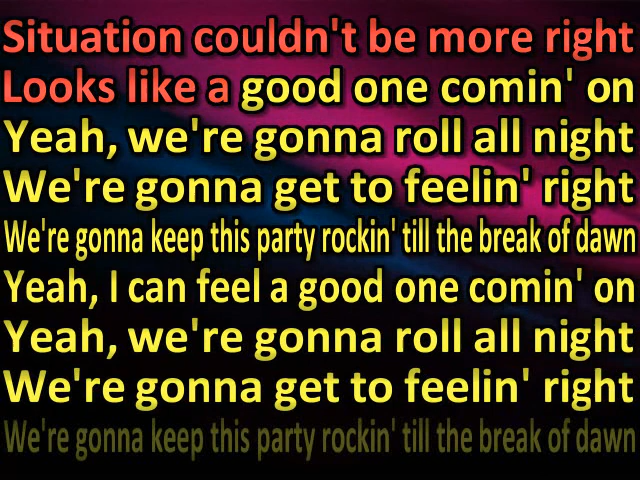 Situation couldn't be more right
Looks like a good one comin' on
Yeah, we're gonna roll all night
We're gonna get to feelin' right
We're gonna keep this party rockin' till the break of dawn
Yeah, I can feel a good one comin' on
Yeah, we're gonna roll all night
We're gonna get to feelin' right
We're gonna keep this party rockin' till the break of dawn